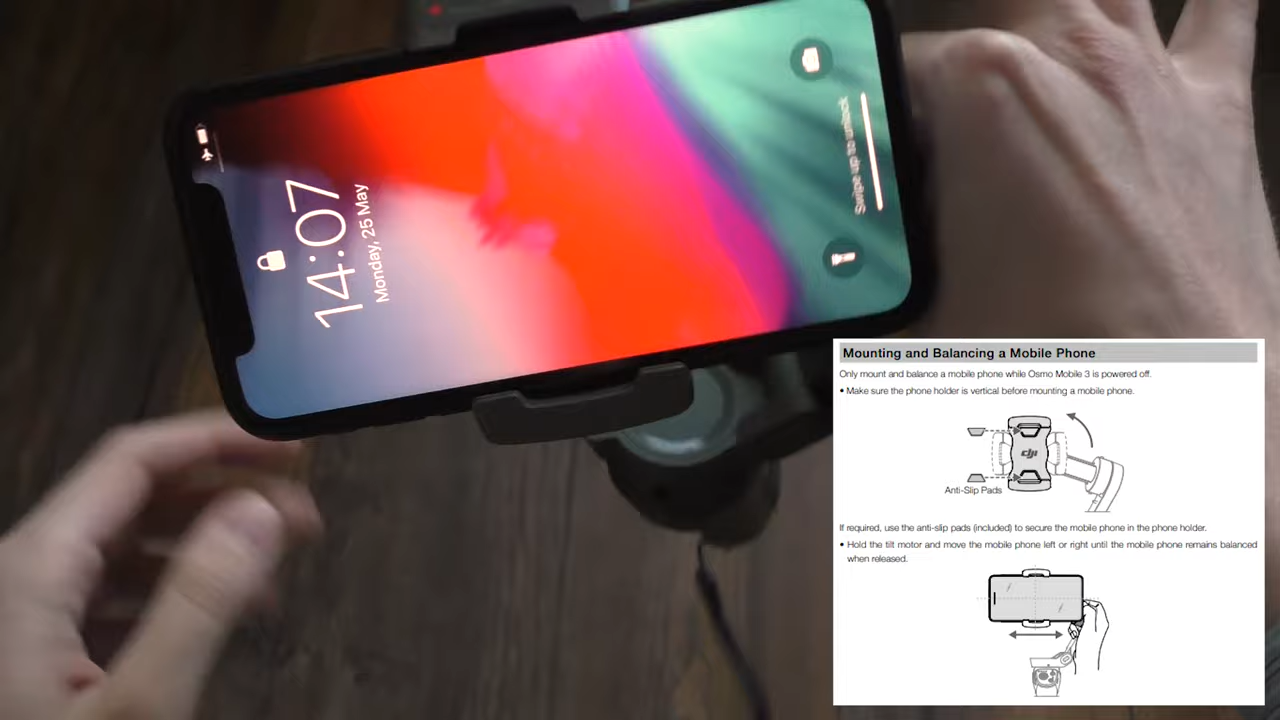 14:07
Monday, 25 May
Swipe up to unlock
Mounting and Balancing a Mobile Phone
Only mount and balance a mobile phone while Osmo Mobile 3 is powered off.
• Make sure the phone holder is vertical before mounting a mobile phone.
dji
Anti-Slip Pads
If required, use the anti-slip pads (included) to secure the mobile phone in the phone holder.
• Hold the tilt motor and move the mobile phone left or right until the mobile phone remains balanced
when released.